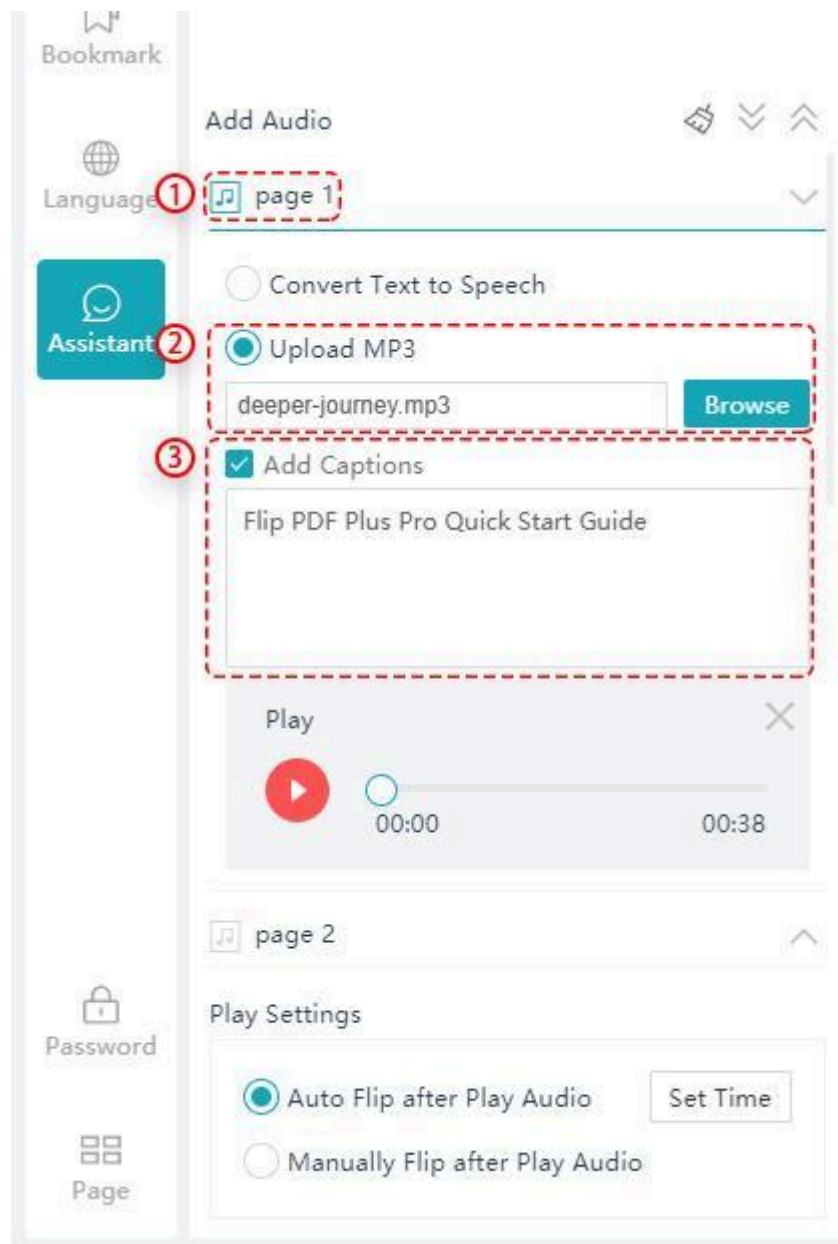 Bookmark
Add Audio
Language
① page 1
Convert Text to Speech
Assistant
② Upload MP3
deeper-journey.mp3 Browse
③ Add Captions
Flip PDF Plus Pro Quick Start Guide
Play
00:00 00:38
page 2
Password
Play Settings
Auto Flip after Play Audio Set Time
Manually Flip after Play Audio
Page